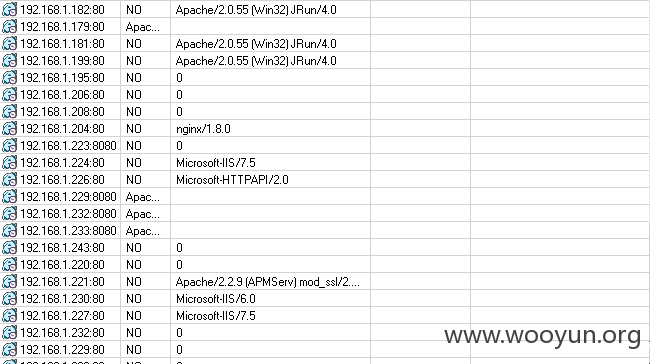 192.168.1.182:80 NO Apache/2.0.55 (Win32) JRun/4.0
192.168.1.179:80 Apac...
192.168.1.181:80 NO Apache/2.0.55 (Win32) JRun/4.0
192.168.1.199:80 NO Apache/2.0.55 (Win32) JRun/4.0
192.168.1.195:80 NO 0
192.168.1.206:80 NO 0
192.168.1.208:80 NO 0
192.168.1.204:80 NO nginx/1.8.0
192.168.1.223:8080 NO 0
192.168.1.224:80 NO Microsoft-IIS/7.5
192.168.1.226:80 NO Microsoft-HTTPAPI/2.0
192.168.1.229:8080 Apac...
192.168.1.232:8080 Apac...
192.168.1.233:8080 Apac...
192.168.1.243:80 NO 0
192.168.1.220:80 NO 0
192.168.1.221:80 NO Apache/2.2.9 (APMServ) mod_ssl/2....
192.168.1.230:80 NO Microsoft-IIS/6.0
192.168.1.227:80 NO Microsoft-IIS/7.5
192.168.1.232:80 NO 0
192.168.1.229:80 NO 0
www.wooyun.org